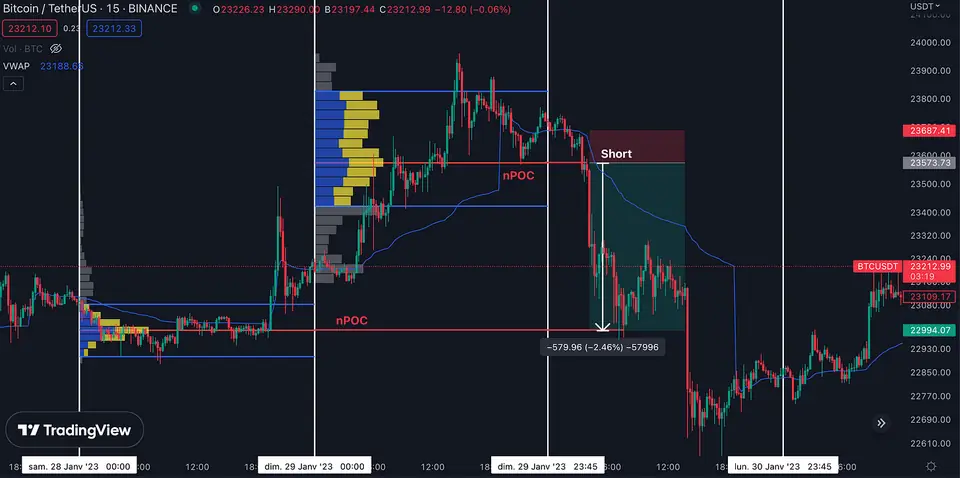 Bitcoin / TetherUS · 15 · BINANCE O23226.23 H23290.00 B23197.44 C23212.99 −12.80 (−0.06%)
USDT
23212.10 0.23 23212.33
Vol · BTC
VWAP 23188.66
24000.00
23900.00
23800.00
23687.41
Short
23573.73
nPOC
23500.00
23400.00
23320.00
BTCUSDT 23212.99
03:19
23109.17
23080.00
nPOC
22994.07
−579.96 (−2.46%) −57996
22930.00
22850.00
22770.00
22690.00
22610.00
TradingView
sam. 28 Janv '23 00:00 12:00 dim. 29 Janv '23 00:00 12:00 dim. 29 Janv '23 23:45 12:00 lun. 30 Janv '23 23:45